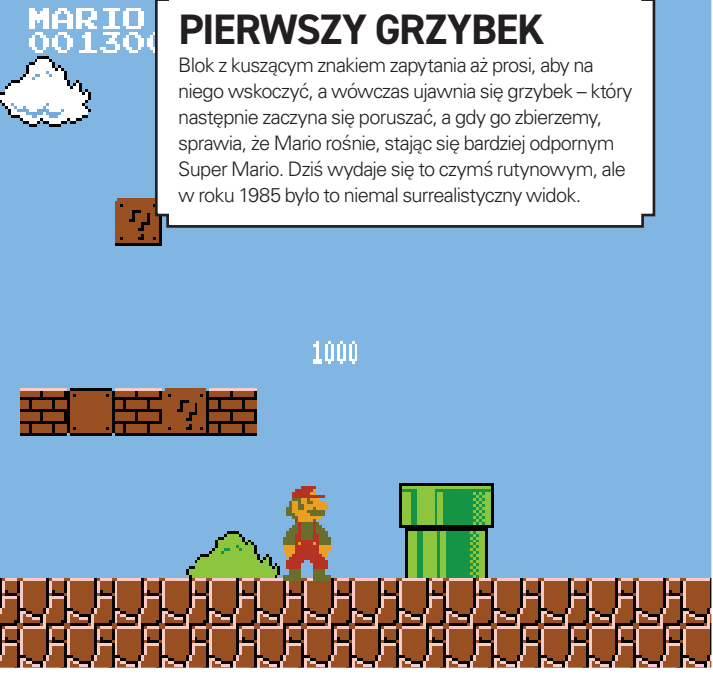 MARIO
PIERWSZY GRZYBEK
Blok z kuszącym znakiem zapytania aż prosi, aby na
niego wskoczyć, a wówczas ujawnia się grzybek – który
następnie zaczyna się poruszać, a gdy go zbierzemy,
sprawia, że Mario rośnie, stając się bardziej odpornym
Super Mario. Dziś wydaje się to czymś rutynowym, ale
w roku 1985 było to niemal surrealistyczny widok.
?
1000
?